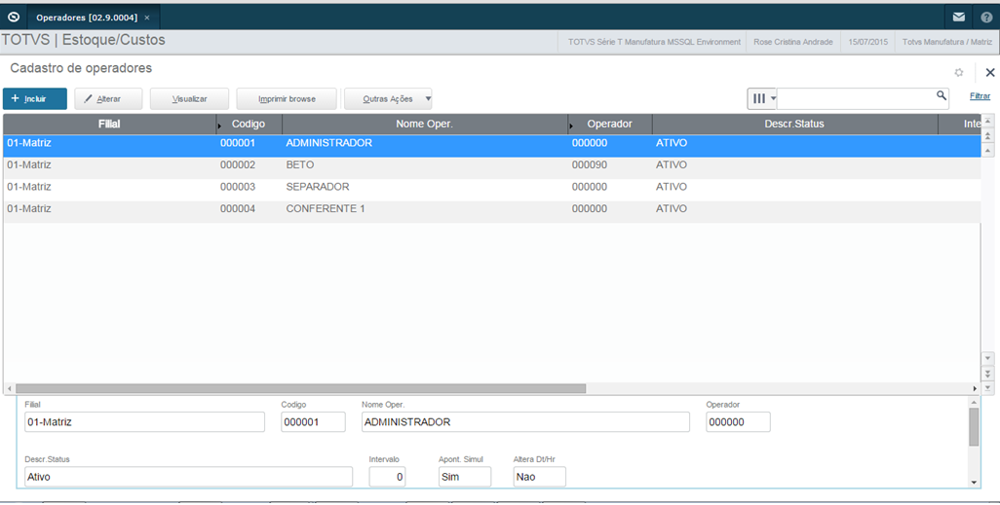 Operadores [02.9.0004] ×
TOTVS | Estoque/Custos
TOTVS Série T Manufatura MSSQL Environment Rose Cristina Andrade 15/07/2015 Totvs Manufatura / Matriz
Cadastro de operadores
+ Incluir Alterar Visualizar Imprimir browse Outras Ações Filtrar
Filial Codigo Nome Oper. Operador Descr.Status Inte
01-Matriz 000001 ADMINISTRADOR 000000 ATIVO
01-Matriz 000002 BETO 000090 ATIVO
01-Matriz 000003 SEPARADOR 000000 ATIVO
01-Matriz 000004 CONFERENTE 1 000000 ATIVO
Filial Codigo Nome Oper. Operador
01-Matriz 000001 ADMINISTRADOR 000000
Descr.Status Intervalo Apont. Simul Altera Dt/Hr
Ativo 0 Sim Nao